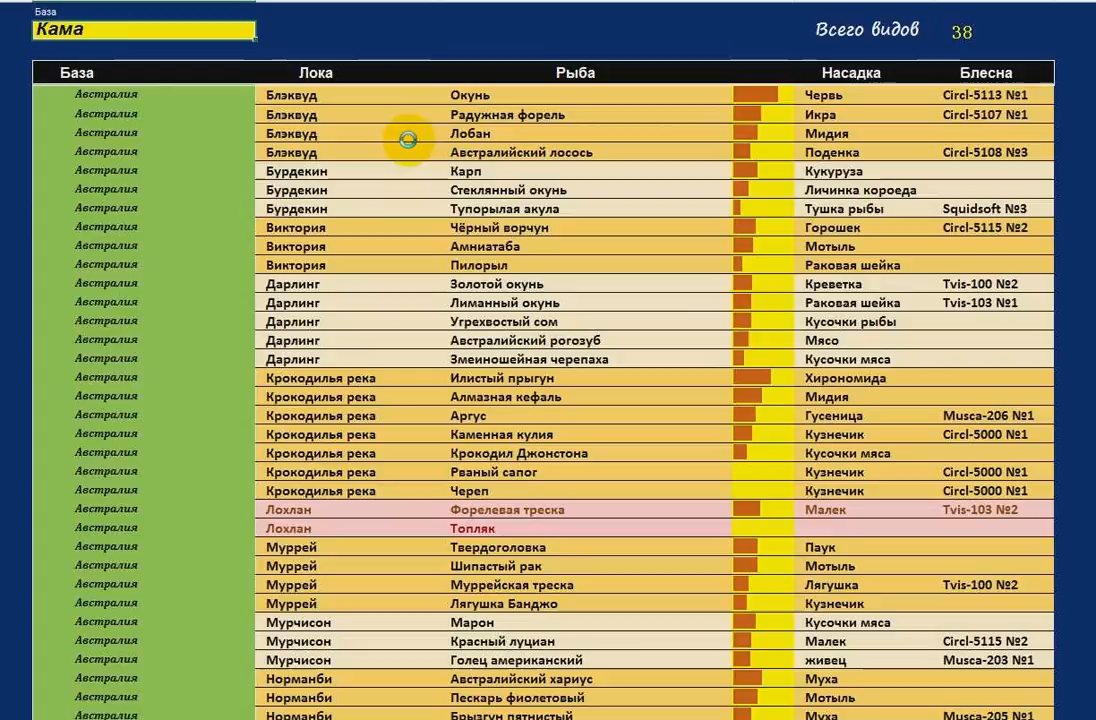 База
Кама
Всего видов 38
База Лока Рыба Насадка Блесна
Австралия Блэквуд Окунь Червь Circl-5113 №1
Австралия Блэквуд Радужная форель Икра Circl-5107 №1
Австралия Блэквуд Лобан Мидия
Австралия Блэквуд Австралийский лосось Поденка Circl-5108 №3
Австралия Бурдекин Карп Кукуруза
Австралия Бурдекин Стеклянный окунь Личинка короеда
Австралия Бурдекин Тупорылая акула Тушка рыбы Squidsoft №3
Австралия Виктория Чёрный ворчун Горошек Circl-5115 №2
Австралия Виктория Амниатаба Мотыль
Австралия Виктория Пилорыл Раковая шейка
Австралия Дарлинг Золотой окунь Креветка Tvis-100 №2
Австралия Дарлинг Лиманный окунь Раковая шейка Tvis-103 №1
Австралия Дарлинг Угрехвостый сом Кусочки рыбы
Австралия Дарлинг Австралийский рогозуб Мясо
Австралия Дарлинг Змеиношейная черепаха Кусочки мяса
Австралия Крокодилья река Илистый прыгун Хирономида
Австралия Крокодилья река Алмазная кефаль Мидия
Австралия Крокодилья река Аргус Гусеница Musca-206 №1
Австралия Крокодилья река Каменная кулия Кузнечик Circl-5000 №1
Австралия Крокодилья река Крокодил Джонстона Кусочки мяса
Австралия Крокодилья река Рваный сапог Кузнечик Circl-5000 №1
Австралия Крокодилья река Череп Кузнечик Circl-5000 №1
Австралия Лохлан Форелевая треска Малек Tvis-103 №2
Австралия Лохлан Топляк
Австралия Муррей Твердоголовка Паук
Австралия Муррей Шипастый рак Мотыль
Австралия Муррей Муррейская треска Лягушка Tvis-100 №2
Австралия Муррей Лягушка Банджо Кузнечик
Австралия Мурчисон Марон Кусочки мяса
Австралия Мурчисон Красный луциан Малек Circl-5115 №2
Австралия Мурчисон Голец американский живец Musca-203 №1
Австралия Норманби Австралийский хариус Муха
Австралия Норманби Пескарь фиолетовый Мотыль
Австралия Норманби Брызгун пятнистый Муха Musca-205 №1